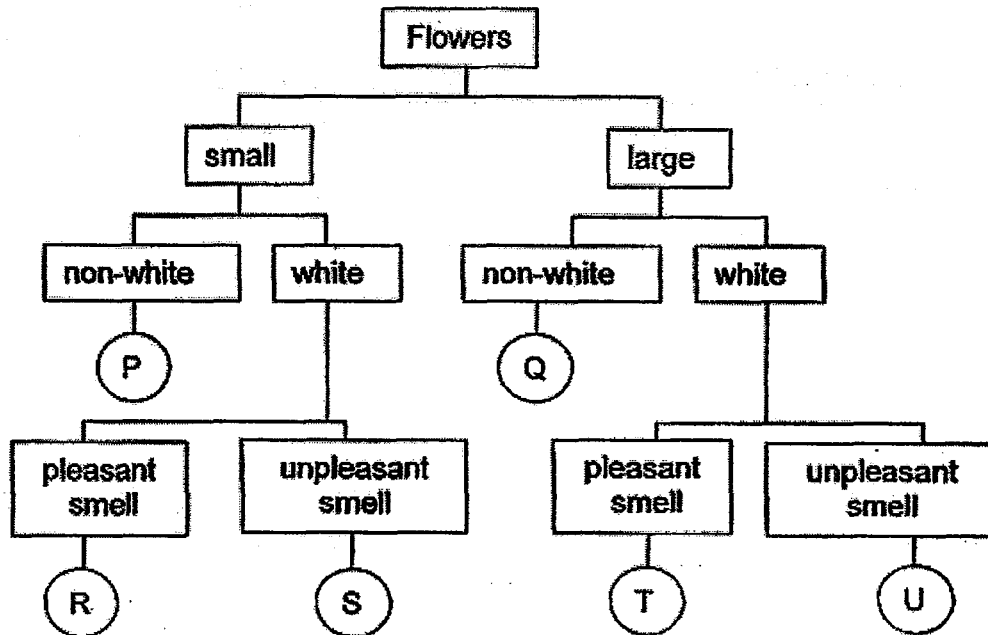 Flowers
small
large
non-white
white
non-white
white
P
Q
pleasant
smell
unpleasant
smell
pleasant
smell
unpleasant
smell
R
S
T
U